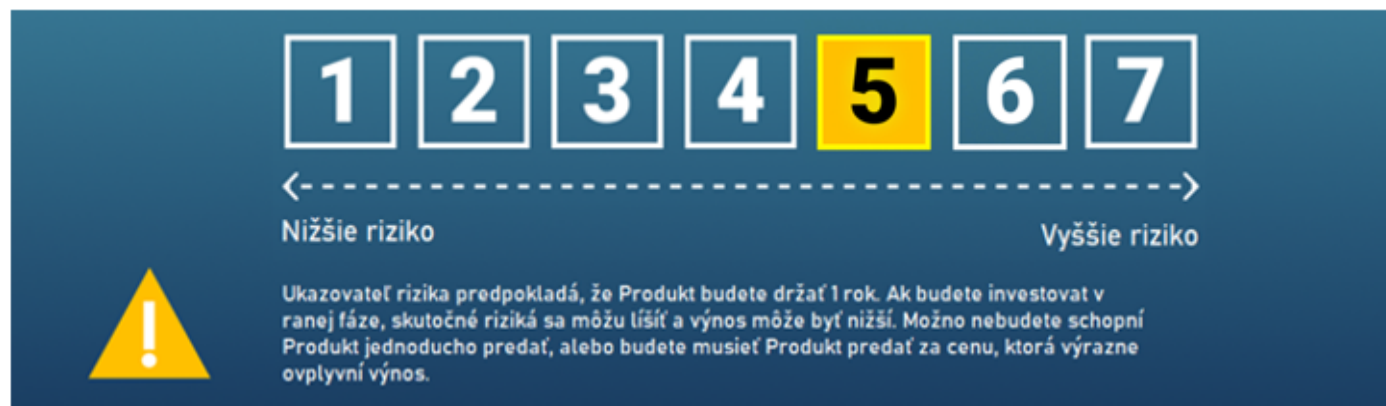 1 2 3 4 5 6 7
Nižšie riziko
Vyššie riziko
Ukazovateľ rizika predpokladá, že Produkt budete držať 1 rok. Ak budete investovat v
ranej fáze, skutočné riziká sa môžu líšíť a výnos môže byť nižší. Možno nebudete schopní
Produkt jednoducho predať, alebo budete musieť Produkt predať za cenu, ktorá výrazne
ovplyvní výnos.